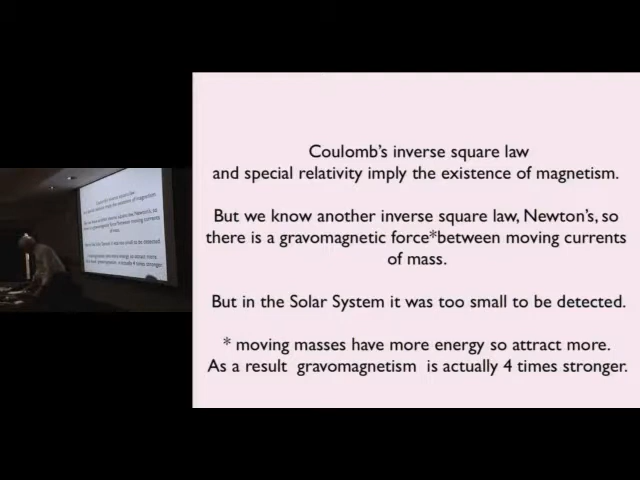 Coulomb's inverse square law
and special relativity imply the existence of magnetism.
But we know another inverse square law, Newton's, so
there is a gravomagnetic force*between moving currents
of mass.
But in the Solar System it was too small to be detected.
* moving masses have more energy so attract more.
As a result gravomagnetism is actually 4 times stronger.